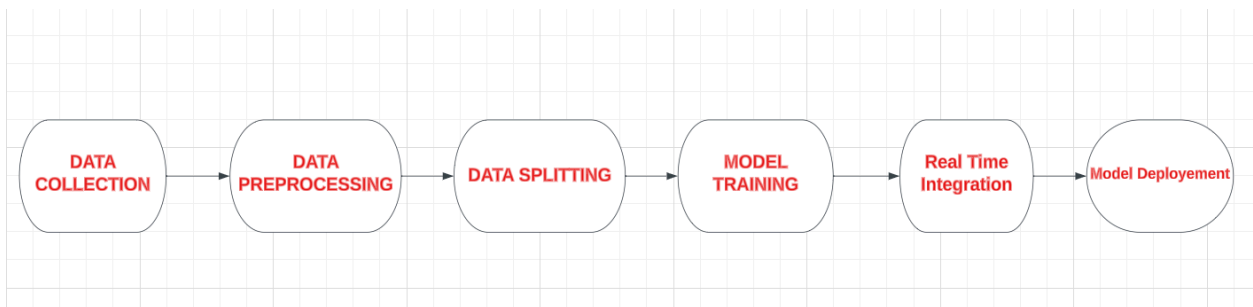 DATA
COLLECTION
DATA
PREPROCESSING
DATA SPLITTING
MODEL
TRAINING
Real Time
Integration
Model Deployement